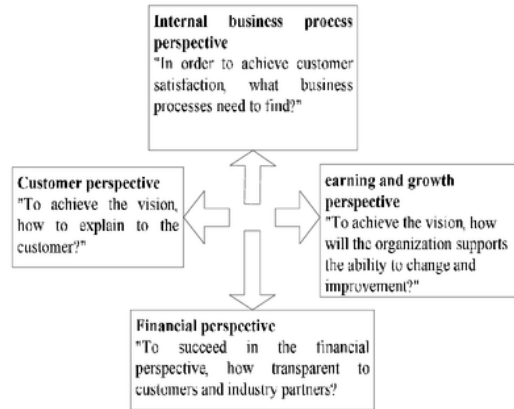 Internal business process
perspective
"In order to achieve customer
satisfaction, what business
processes need to find?"
Customer perspective
"To achieve the vision,
how to explain to the
customer?"
earning and growth
perspective
"To achieve the vision, how
will the organization supports
the ability to change and
improvement?"
Financial perspective
"To succeed in the financial
perspective, how transparent to
customers and industry partners?